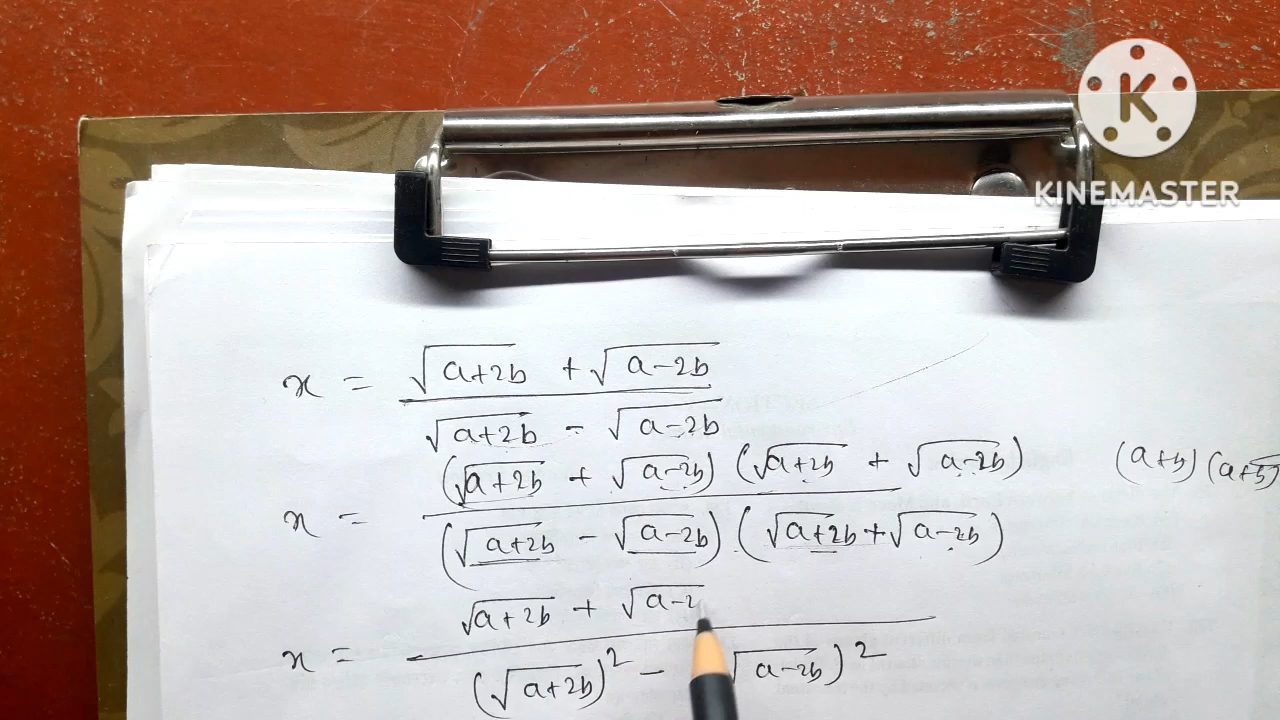 K
KINEMASTER
x = √(a+2b) + √(a-2b)
√(a+2b) - √(a-2b)
(√(a+2b) + √(a-2b)) (√(a+2b) + √(a-2b)) (a+b) (a+b)
x =
(√(a+2b) - √(a-2b)) (√(a+2b) + √(a-2b))
√(a+2b) + √(a-2
x =
(√(a+2b))² - √(a-2b))²